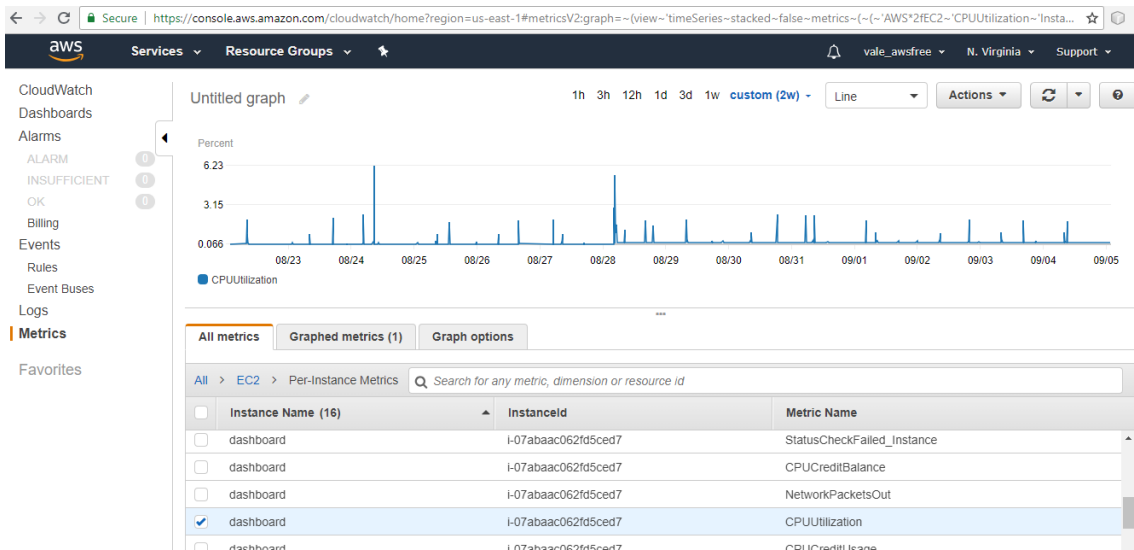 Secure | https://console.aws.amazon.com/cloudwatch/home?region=us-east-1#metricsV2:graph=~(view~'timeSeries~stacked~false~metrics~(~(~'AWS*2fEC2~'CPUUtilization~'Insta...
aws Services Resource Groups vale_awsfree N. Virginia Support
CloudWatch
Dashboards
Alarms
ALARM 0
INSUFFICIENT 0
OK 0
Billing
Events
Rules
Event Buses
Logs
Metrics
Favorites
Untitled graph 1h 3h 12h 1d 3d 1w custom (2w) Line Actions
Percent
6.23
3.15
0.066
08/23 08/24 08/25 08/26 08/27 08/28 08/29 08/30 08/31 09/01 09/02 09/03 09/04 09/05
CPUUtilization
All metrics Graphed metrics (1) Graph options
All > EC2 > Per-Instance Metrics Search for any metric, dimension or resource id
Instance Name (16) InstanceId Metric Name
dashboard i-07abaac062fd5ced7 StatusCheckFailed_Instance
dashboard i-07abaac062fd5ced7 CPUCreditBalance
dashboard i-07abaac062fd5ced7 NetworkPacketsOut
dashboard i-07abaac062fd5ced7 CPUUtilization
dashboard i-07abaac062fd5ced7 CPUCreditUsage